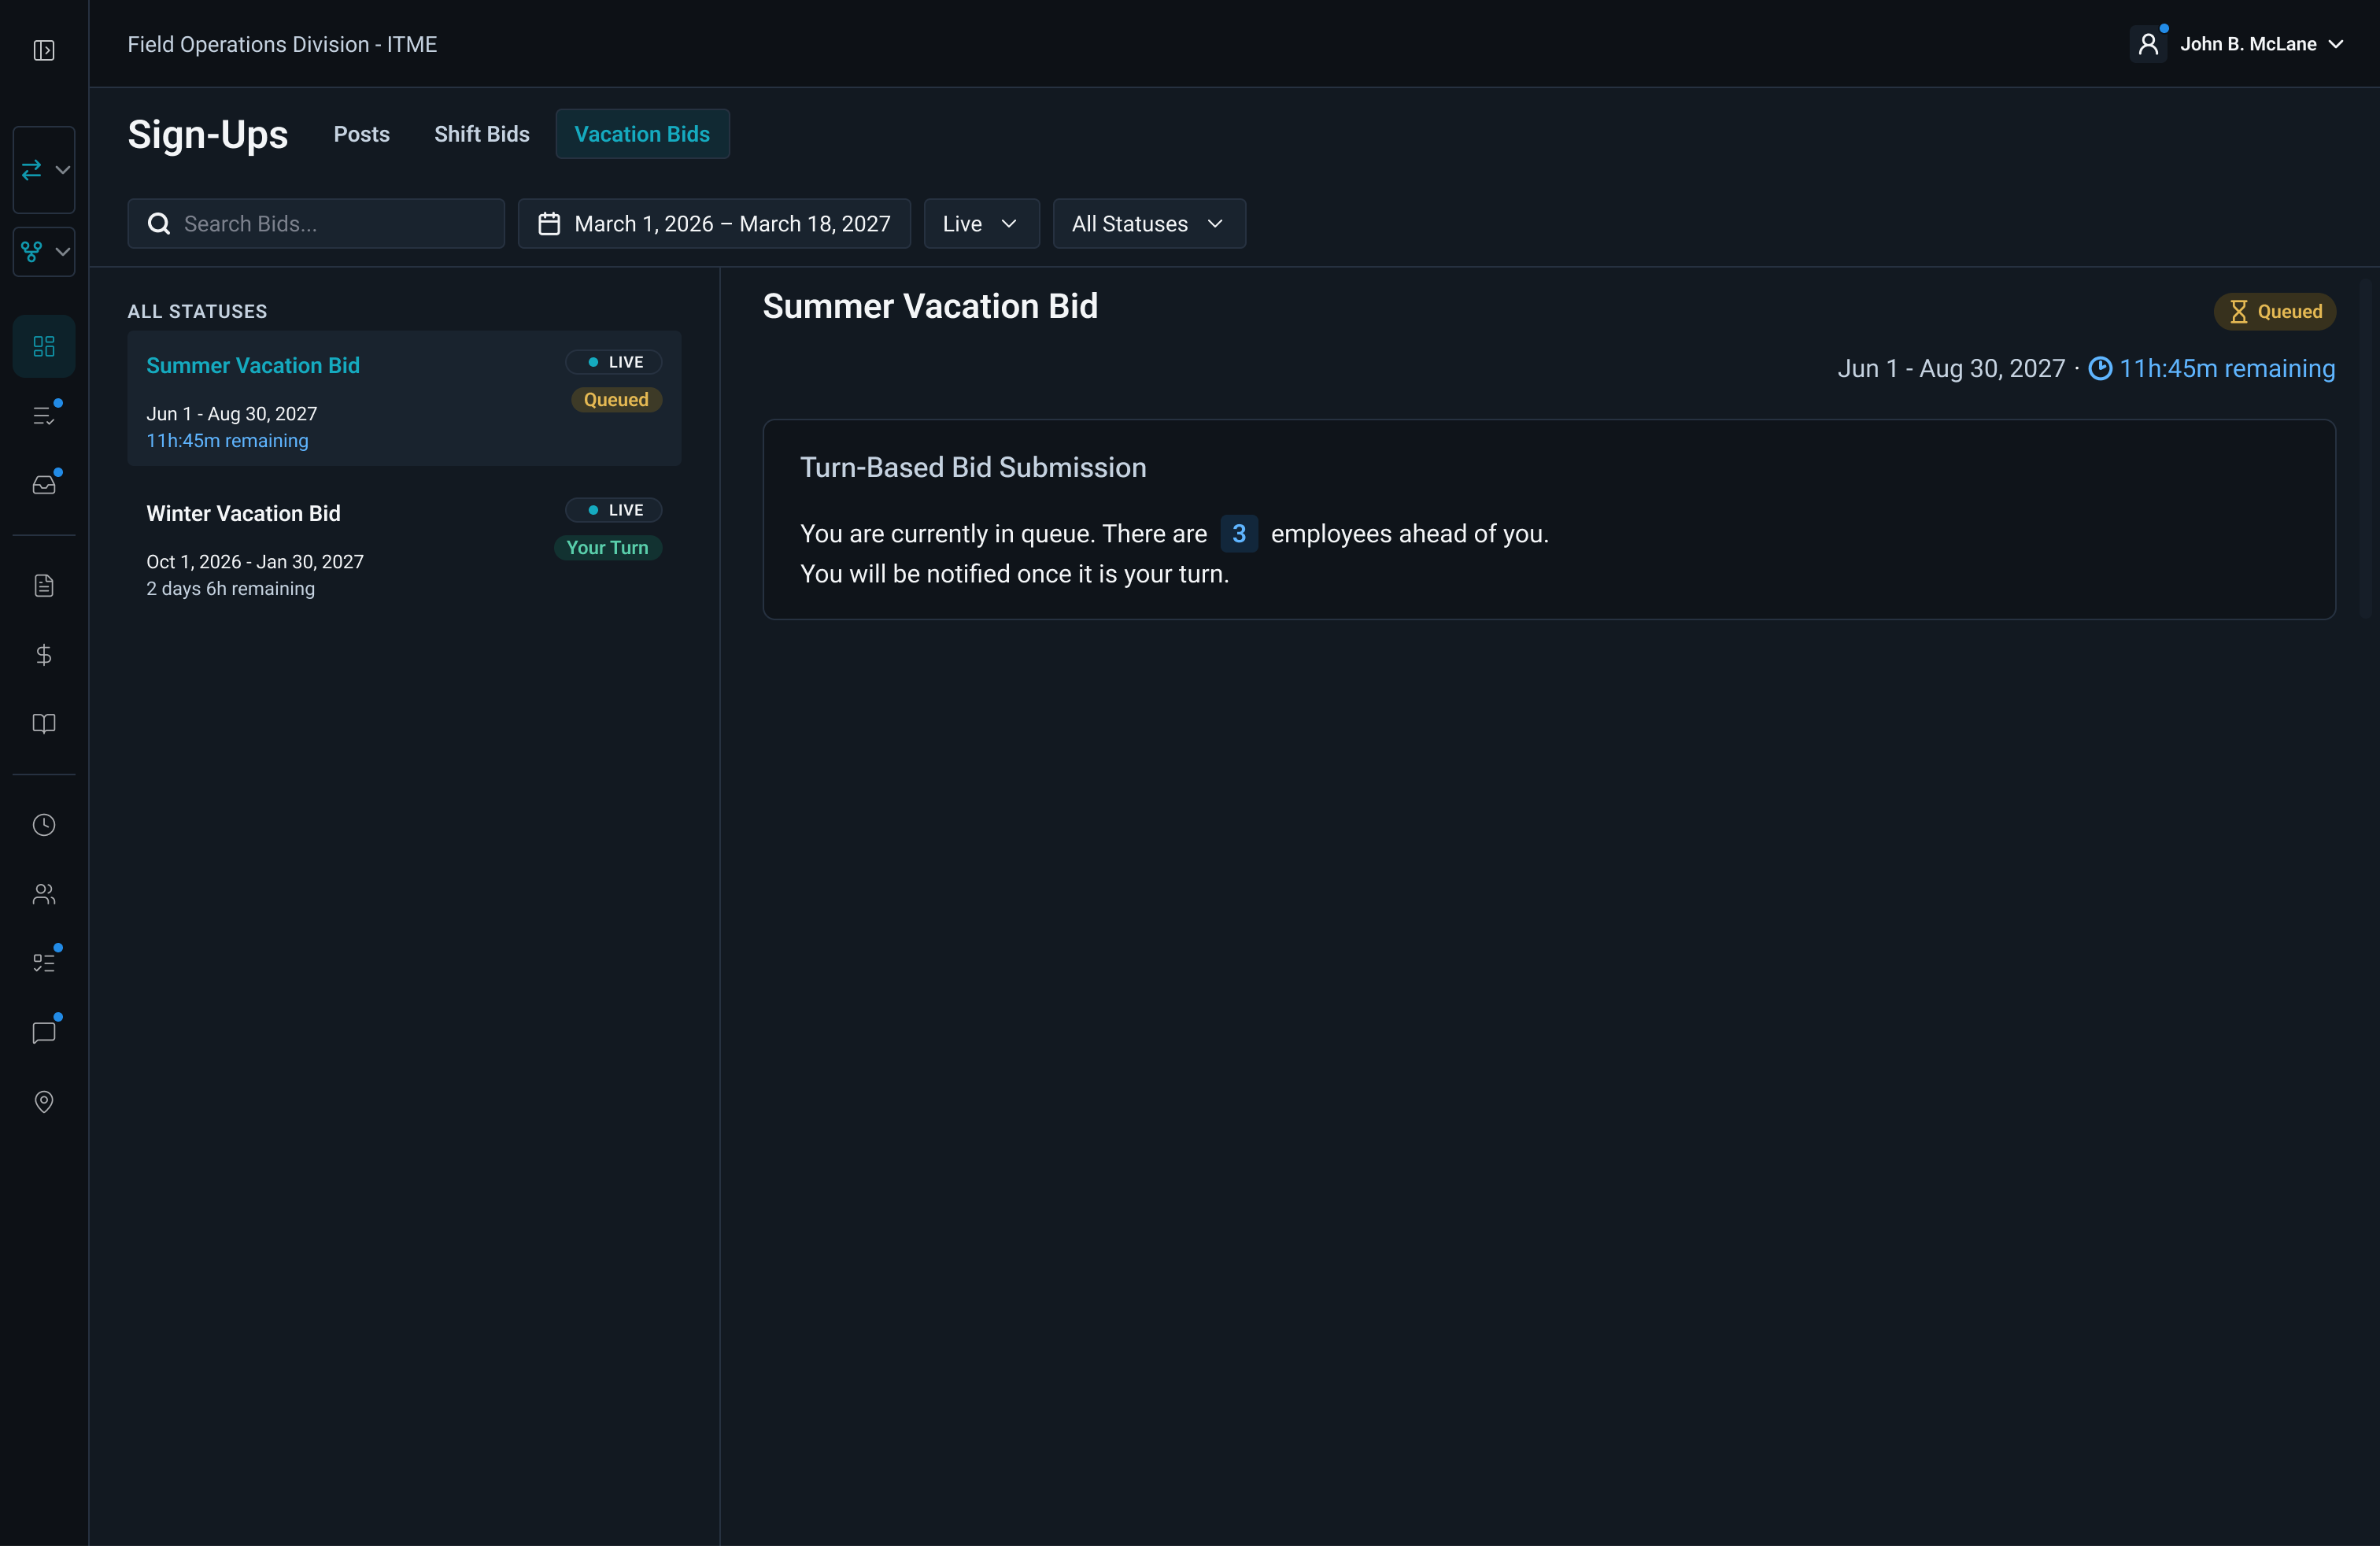 Field Operations Division - ITME
John B. McLane
Sign-Ups
Posts
Shift Bids
Vacation Bids
Search Bids...
March 1, 2026 – March 18, 2027
Live
All Statuses
ALL STATUSES
Summer Vacation Bid
LIVE
Queued
Jun 1 - Aug 30, 2027
11h:45m remaining
Winter Vacation Bid
LIVE
Your Turn
Oct 1, 2026 - Jan 30, 2027
2 days 6h remaining
Summer Vacation Bid
Queued
Jun 1 - Aug 30, 2027 · 11h:45m remaining
Turn-Based Bid Submission
You are currently in queue. There are 3 employees ahead of you.
You will be notified once it is your turn.